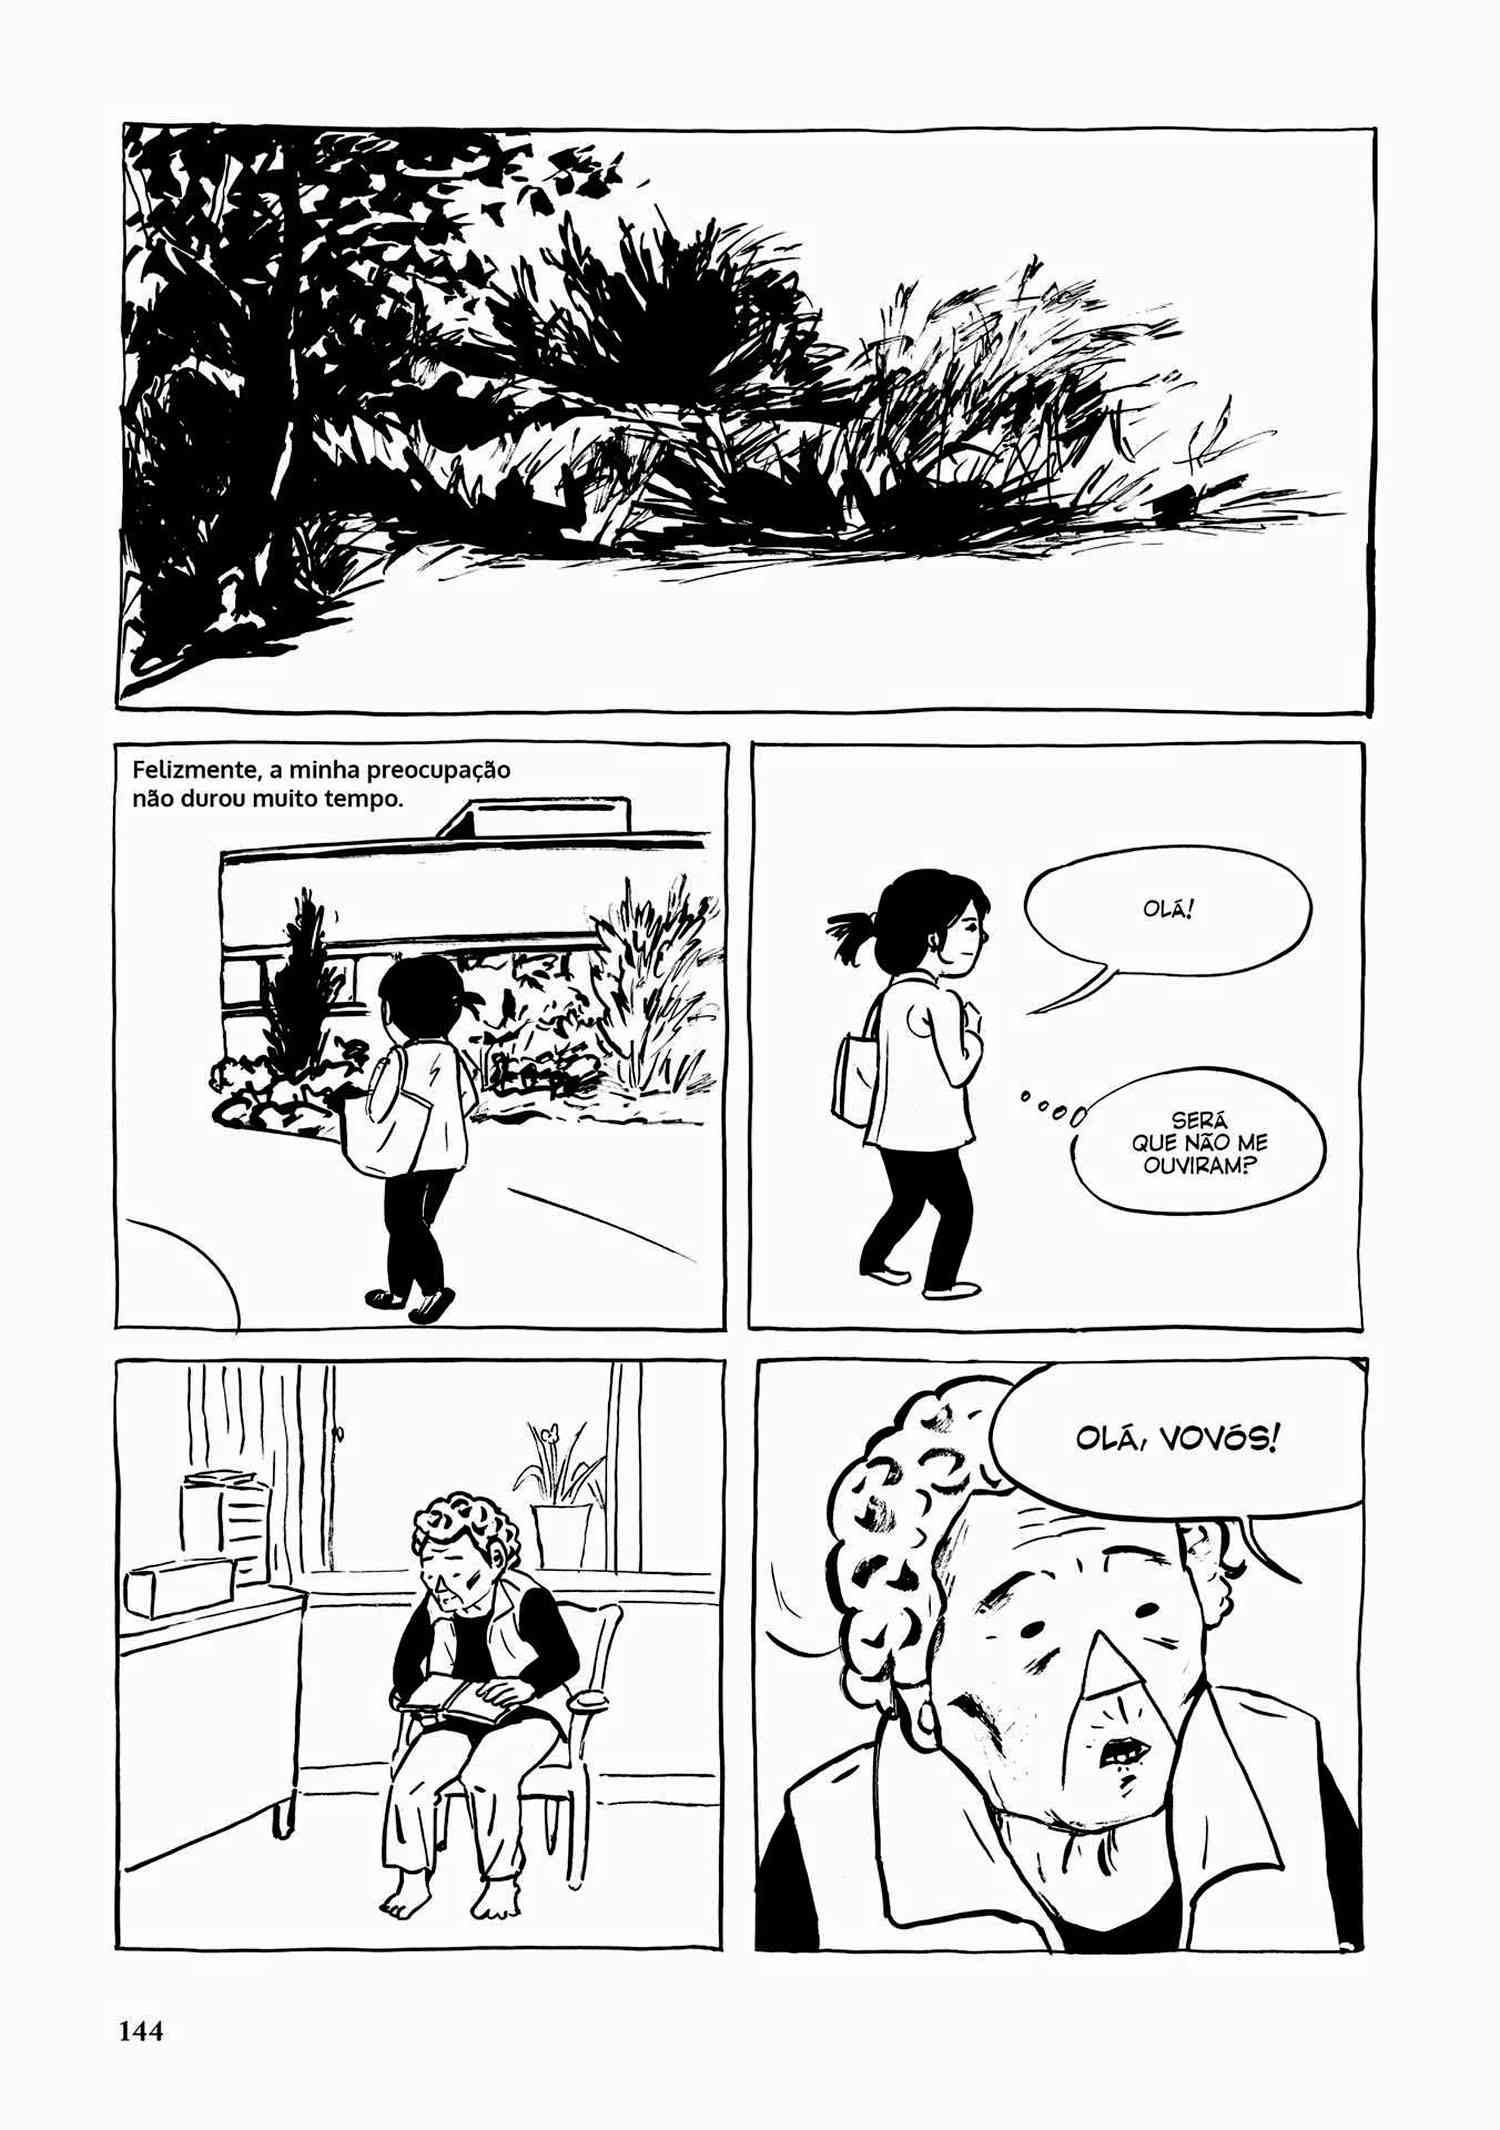 Felizmente, a minha preocupação
não durou muito tempo.
OLÁ!
SERÁ
QUE NÃO ME
OUVIRAM?
OLÁ, VOVÓS!
144